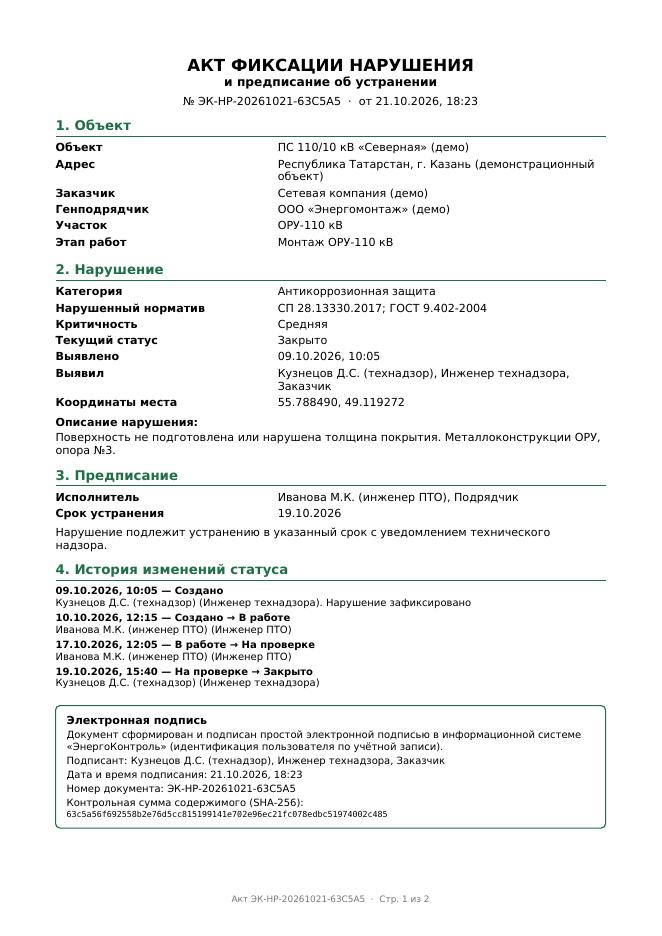 АКТ ФИКСАЦИИ НАРУШЕНИЯ
и предписание об устранении
№ ЭК-НР-20261021-63C5A5 · от 21.10.2026, 18:23
1. Объект
Объект ПС 110/10 кВ «Северная» (демо)
Адрес Республика Татарстан, г. Казань (демонстрационный
объект)
Заказчик Сетевая компания (демо)
Генподрядчик ООО «Энергомонтаж» (демо)
Участок ОРУ-110 кВ
Этап работ Монтаж ОРУ-110 кВ
2. Нарушение
Категория Антикоррозионная защита
Нарушенный норматив СП 28.13330.2017; ГОСТ 9.402-2004
Критичность Средняя
Текущий статус Закрыто
Выявлено 09.10.2026, 10:05
Выявил Кузнецов Д.С. (технадзор), Инженер технадзора,
Заказчик
Координаты места 55.788490, 49.119272
Описание нарушения:
Поверхность не подготовлена или нарушена толщина покрытия. Металлоконструкции ОРУ,
опора №3.
3. Предписание
Исполнитель Иванова М.К. (инженер ПТО), Подрядчик
Срок устранения 19.10.2026
Нарушение подлежит устранению в указанный срок с уведомлением технического
надзора.
4. История изменений статуса
09.10.2026, 10:05 — Создано
Кузнецов Д.С. (технадзор) (Инженер технадзора). Нарушение зафиксировано
10.10.2026, 12:15 — Создано → В работе
Иванова М.К. (инженер ПТО) (Инженер ПТО)
17.10.2026, 12:05 — В работе → На проверке
Иванова М.К. (инженер ПТО) (Инженер ПТО)
19.10.2026, 15:40 — На проверке → Закрыто
Кузнецов Д.С. (технадзор) (Инженер технадзора)
Электронная подпись
Документ сформирован и подписан простой электронной подписью в информационной системе
«ЭнергоКонтроль» (идентификация пользователя по учётной записи).
Подписант: Кузнецов Д.С. (технадзор), Инженер технадзора, Заказчик
Дата и время подписания: 21.10.2026, 18:23
Номер документа: ЭК-НР-20261021-63C5A5
Контрольная сумма содержимого (SHA-256):
63c5a56f692558b2e76d5cc815199141e702e96ec21fc078edbc51974002c485
Акт ЭК-НР-20261021-63C5A5 · Стр. 1 из 2